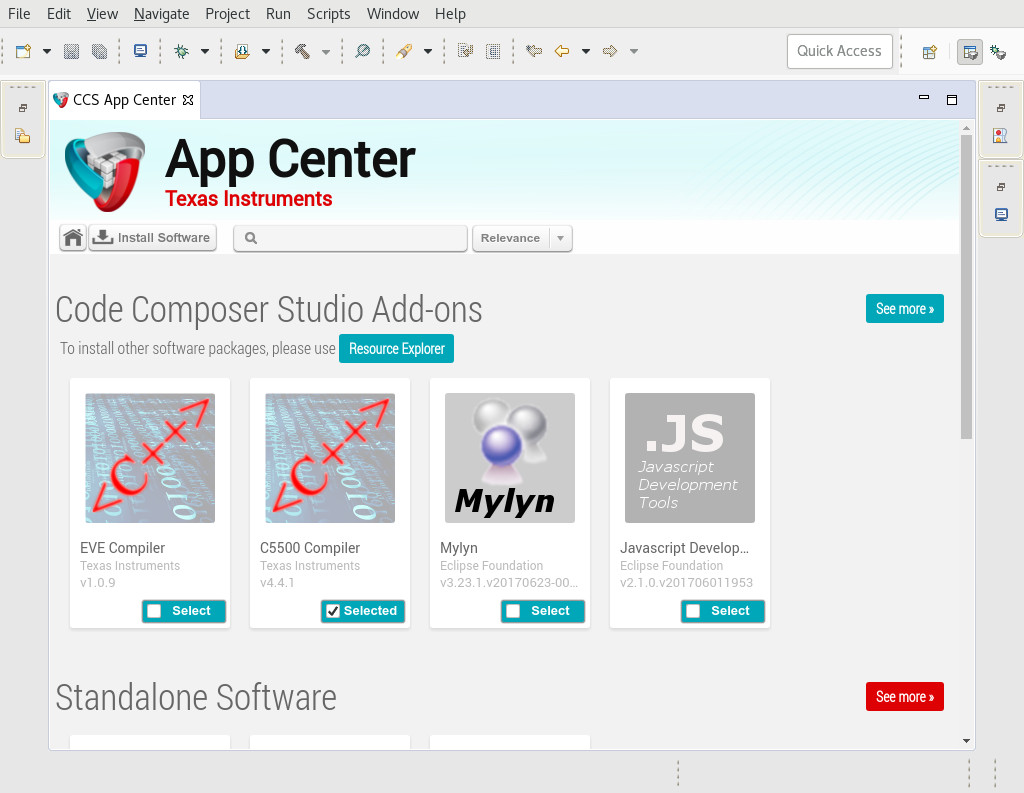 File Edit View Navigate Project Run Scripts Window Help
Quick Access
CCS App Center
App Center
Texas Instruments
Install Software
Relevance
Code Composer Studio Add-ons
See more »
To install other software packages, please use Resource Explorer
Mylyn
.JS
Javascript
Development
Tools
EVE Compiler
Texas Instruments
v1.0.9
Select
C5500 Compiler
Texas Instruments
v4.4.1
Selected
Mylyn
Eclipse Foundation
v3.23.1.v20170623-00...
Select
Javascript Develop...
Eclipse Foundation
v2.1.0.v201706011953
Select
Standalone Software
See more »